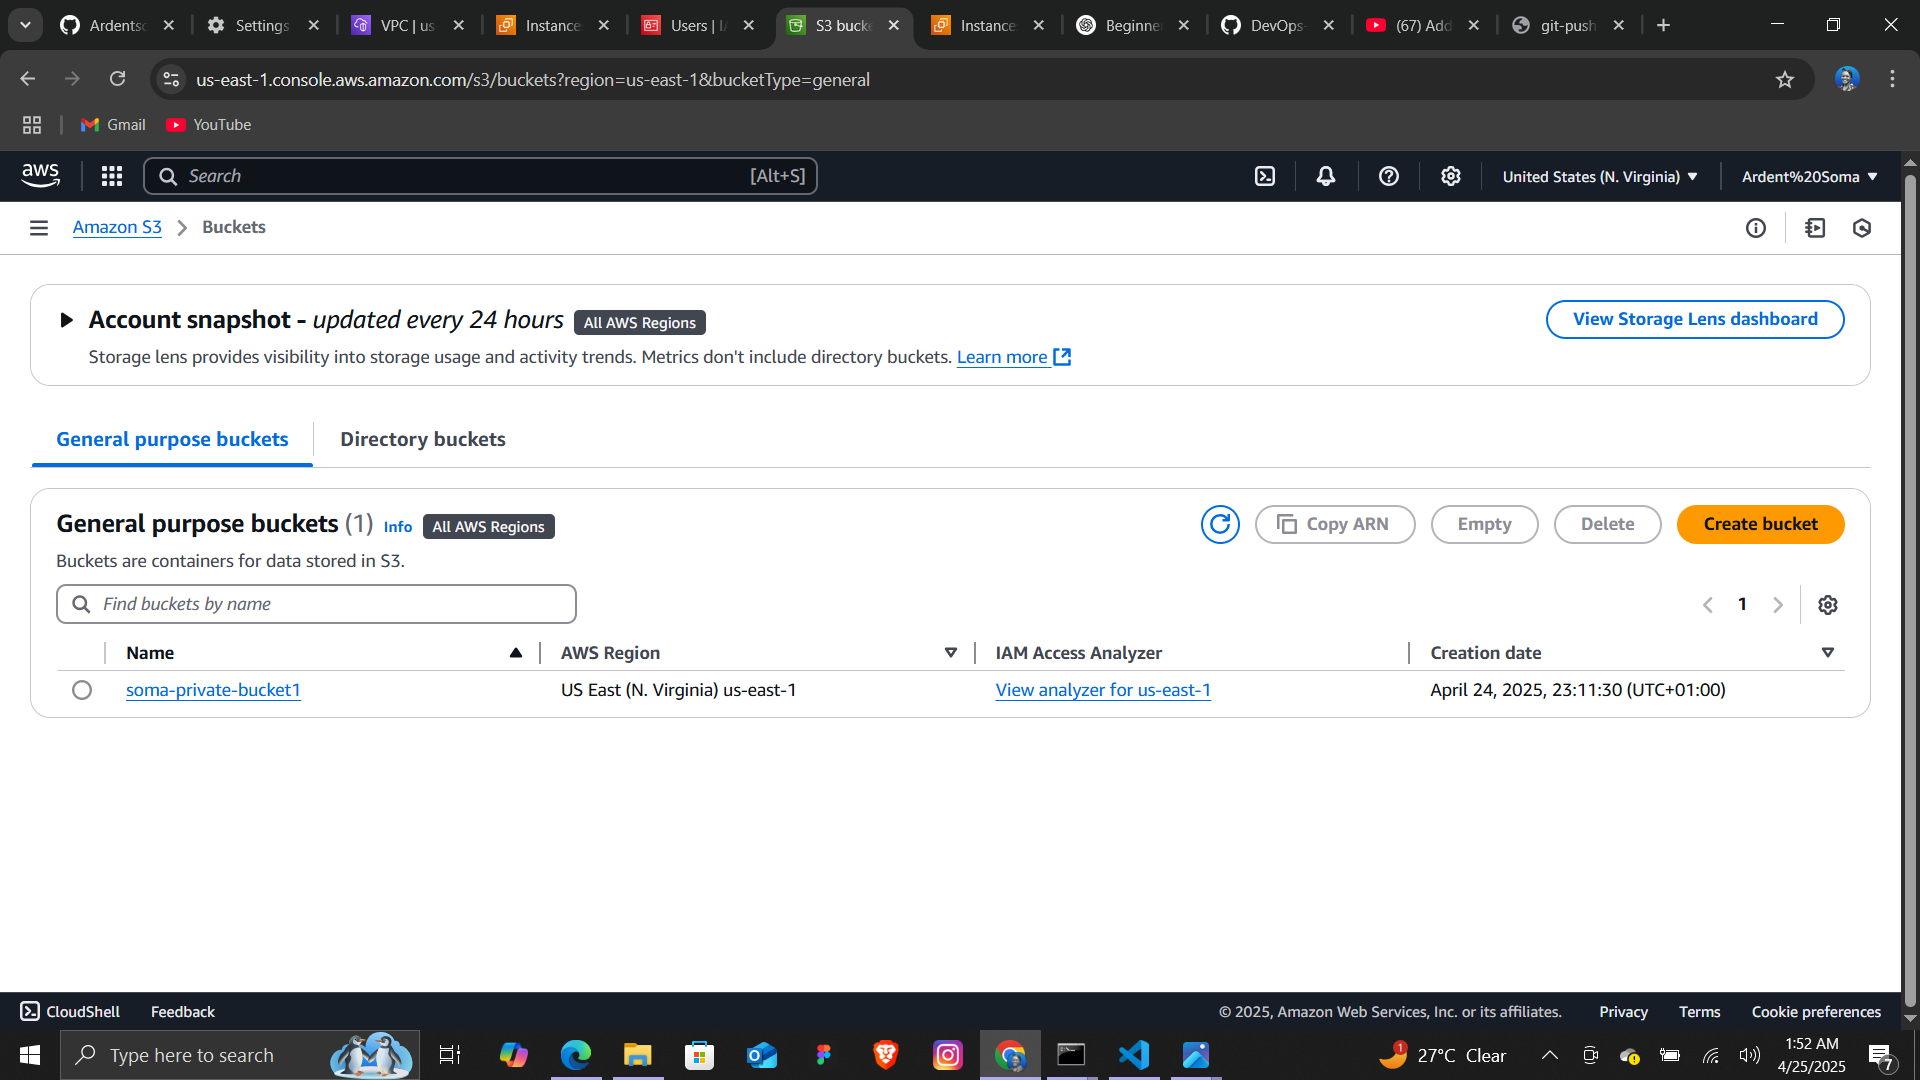 Ardentsc
Settings
VPC | us-
Instance
Users | IA
S3 bucke
Instance
Beginne
DevOps-
(67) Add
git-push
us-east-1.console.aws.amazon.com/s3/buckets?region=us-east-1&bucketType=general
Gmail
YouTube
aws
Search
[Alt+S]
United States (N. Virginia)
Ardent%20Soma
Amazon S3
Buckets
Account snapshot - updated every 24 hours
All AWS Regions
View Storage Lens dashboard
Storage lens provides visibility into storage usage and activity trends. Metrics don't include directory buckets. Learn more
General purpose buckets
Directory buckets
General purpose buckets (1)
Info
All AWS Regions
Copy ARN
Empty
Delete
Create bucket
Buckets are containers for data stored in S3.
Find buckets by name
1
Name
AWS Region
IAM Access Analyzer
Creation date
soma-private-bucket1
US East (N. Virginia) us-east-1
View analyzer for us-east-1
April 24, 2025, 23:11:30 (UTC+01:00)
CloudShell
Feedback
© 2025, Amazon Web Services, Inc. or its affiliates.
Privacy
Terms
Cookie preferences
Type here to search
1
27°C Clear
1:52 AM
4/25/2025
7